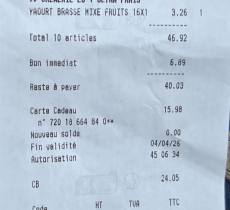 YAOURT BRASSE MIXE FRUITS 16X1 3.26 1
----------
Total 10 articles 46.92
Bon immediat 6.89
----------
Reste à payer 40.03
Carte Cadeau 15.98
n° 720 18 664 84 0**
Nouveau solde 0.00
Fin validité 04/04/26
Autorisation 45 06 34
CB 24.05
Code HT TVA TTC